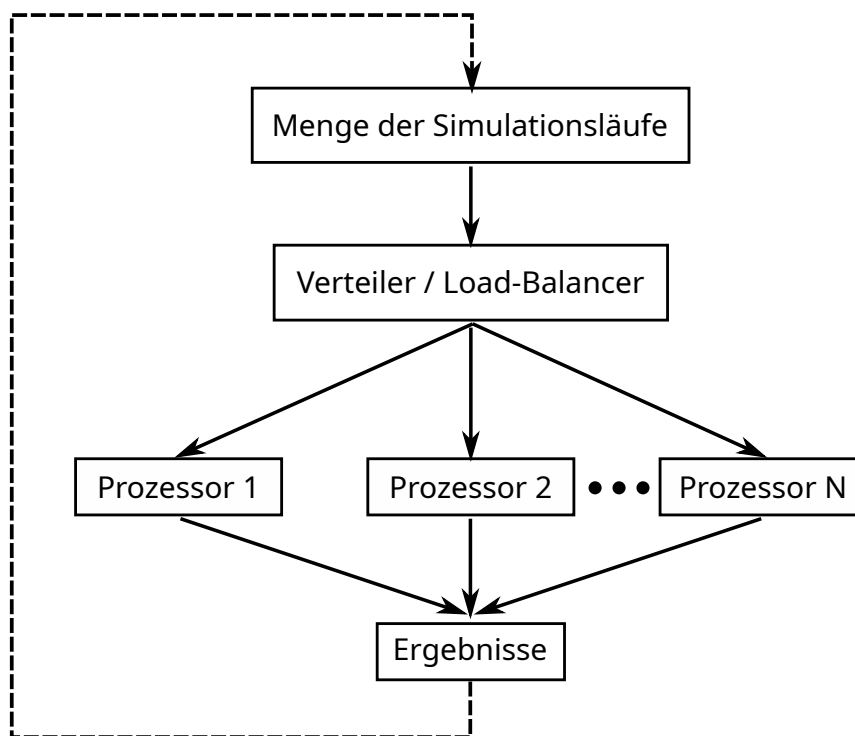 Menge der Simulationsläufe
Verteiler / Load-Balancer
Prozessor 1
Prozessor 2
Prozessor N
Ergebnisse